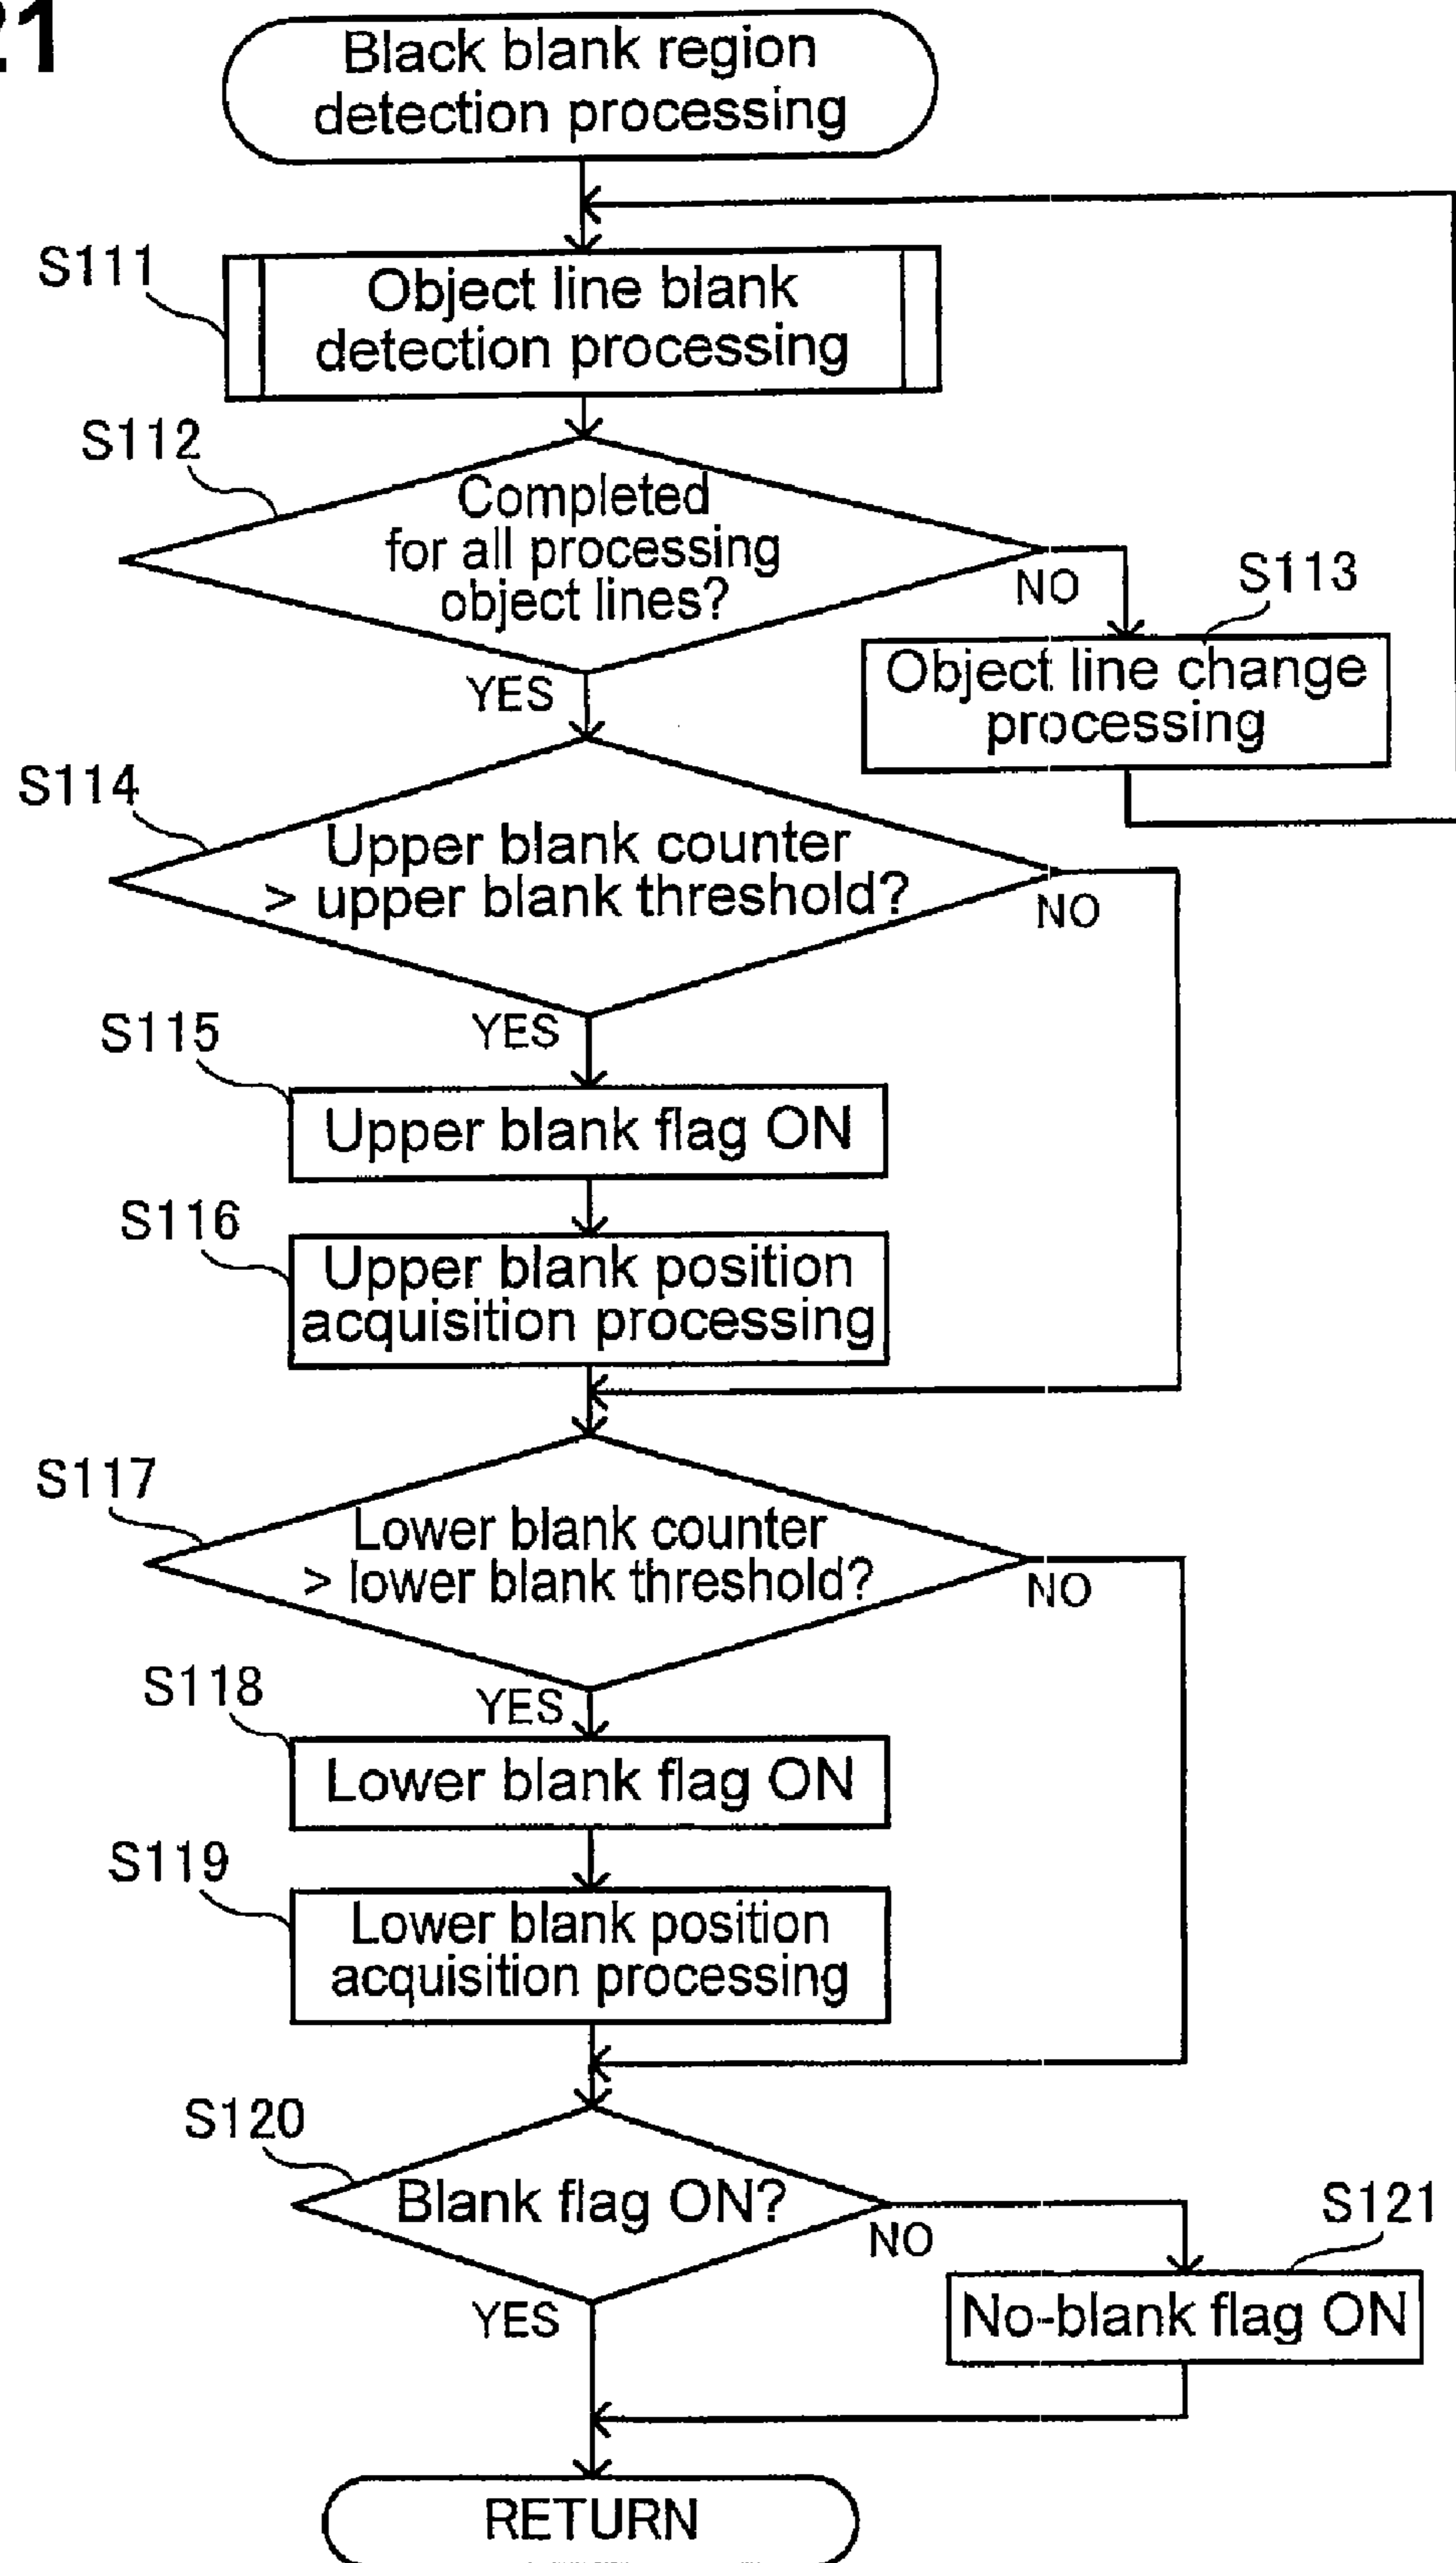 21
Black blank region
detection processing
S111
Object line blank
detection processing
S112
Completed
for all processing
object lines?
NO
S113
YES
Object line change
processing
S114
Upper blank counter
> upper blank threshold?
NO
YES
S115
Upper blank flag ON
S116
Upper blank position
acquisition processing
S117
Lower blank counter
> lower blank threshold?
NO
YES
S118
Lower blank flag ON
S119
Lower blank position
acquisition processing
S120
Blank flag ON?
NO
S121
YES
No-blank flag ON
RETURN